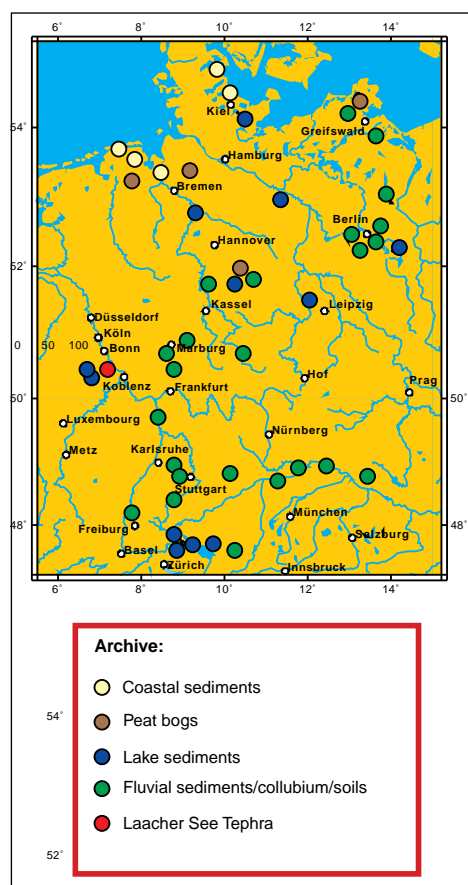 6˚ 8˚ 10˚ 12˚ 14˚
Kiel
Greifswald
54˚ 54˚
Hamburg
Bremen
Berlin
Hannover
52˚ 52˚
Kassel
Leipzig
Düsseldorf
Köln
0 50 100 Marburg
Bonn
Hof
Koblenz
Prag
Frankfurt
50˚ 50˚
Luxembourg
Nürnberg
Metz
Karlsruhe
Stuttgart
München
48˚ 48˚
Freiburg
Salzburg
Basel
Zürich
Innsbruck
6˚ 8˚ 10˚ 12˚ 14˚
Archive:
Coastal sediments
54˚
Peat bogs
Lake sediments
Fluvial sediments/collubium/soils
Laacher See Tephra
52˚